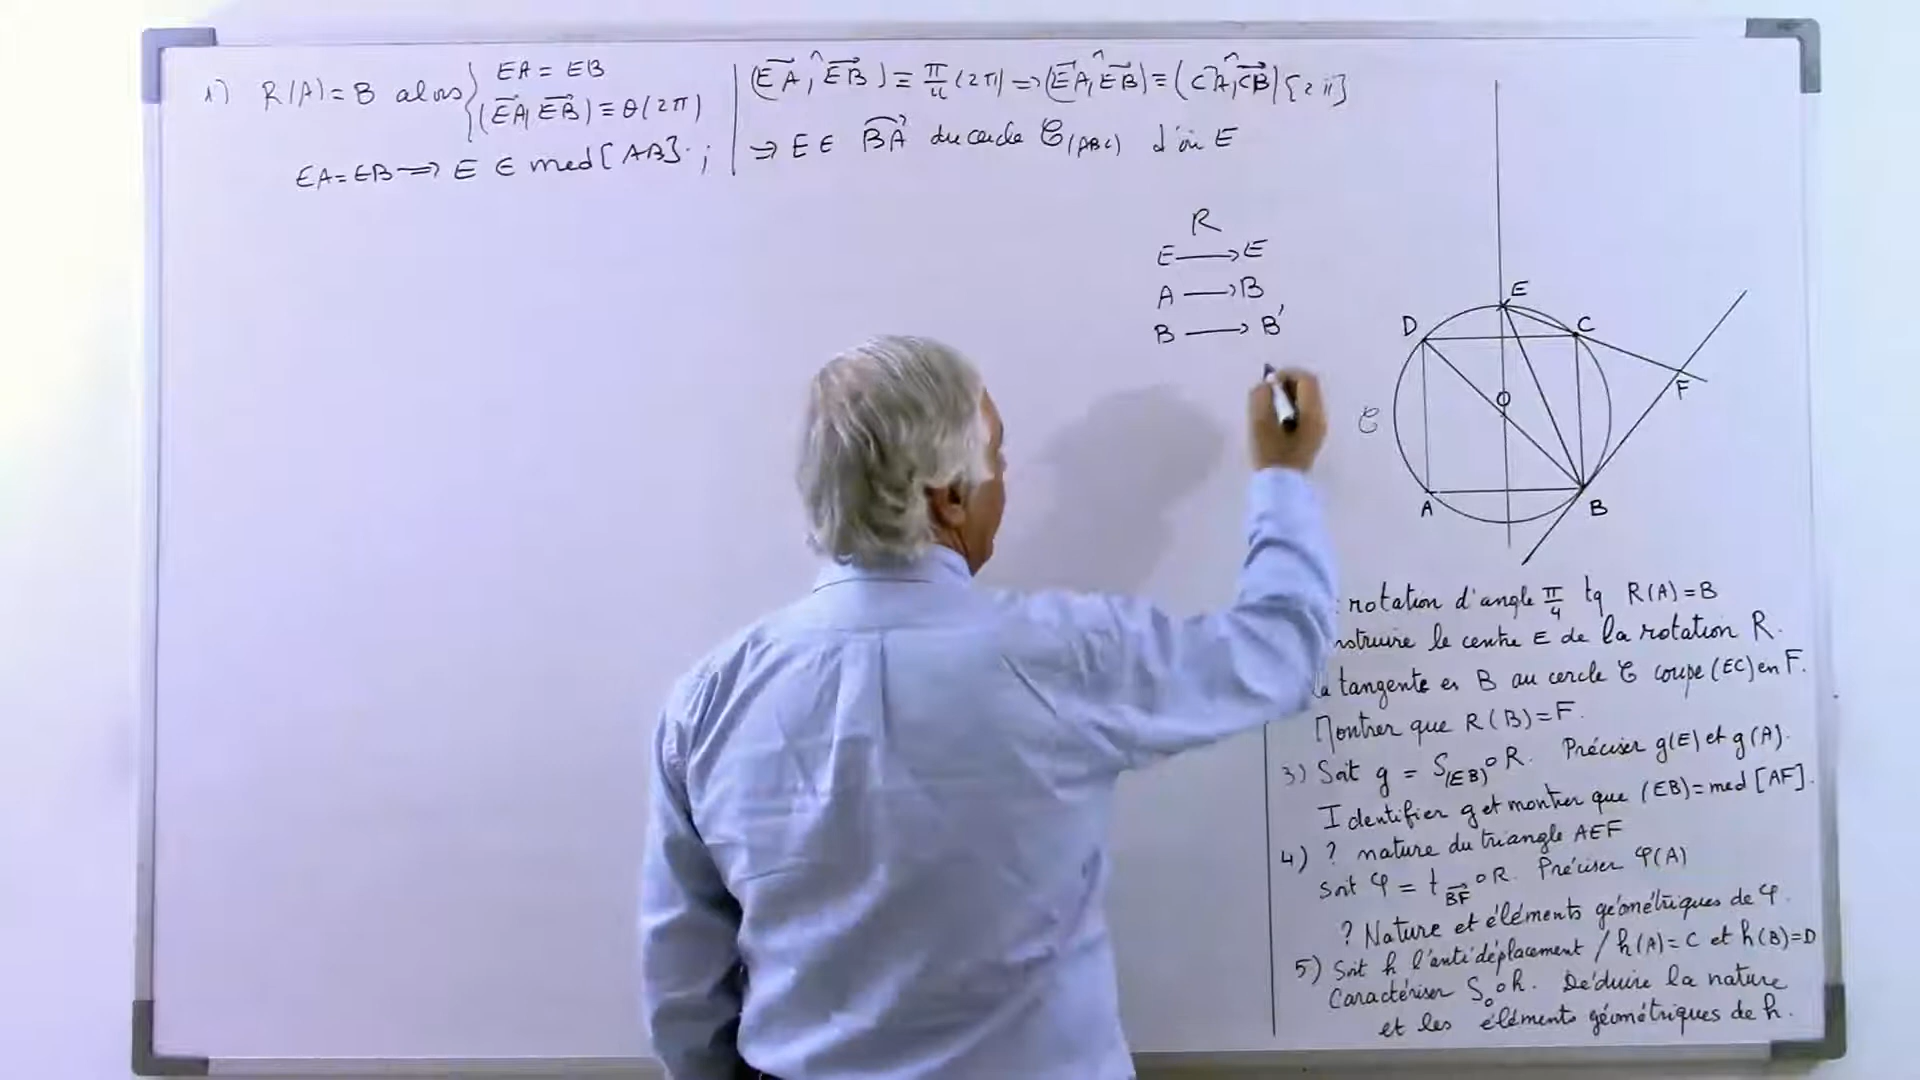 1) R(A) = B alors { EA = EB
(EA, EB) ≡ θ(2π)
EA = EB ⟹ E ∈ med[AB]. ;
(EA, EB) ≡ π/4 (2π) ⟹ (EA, EB) ≡ (CA, CB) [2π]
⟹ E ∈ BA du cercle C(ABC) d'où E
R
E ⟶ E
A ⟶ B
B ⟶ B'
E
D
C
O
F
C
A
B
: rotation d'angle π/4 tq R(A) = B
nstruire le centre E de la rotation R.
a tangente en B au cercle C coupe (EC) en F.
Montrer que R(B) = F.
3) Soit g = S(EB) o R. Préciser g(E) et g(A).
Identifier g et montrer que (EB) = med [AF].
4) ? nature du triangle AEF
Soit φ = t BF o R. Préciser φ(A)
? Nature et éléments géométriques de φ.
5) Soit h l'antidéplacement / h(A) = C et h(B) = D
Caractériser S₀ o h. Déduire la nature
et les éléments géométriques de h.